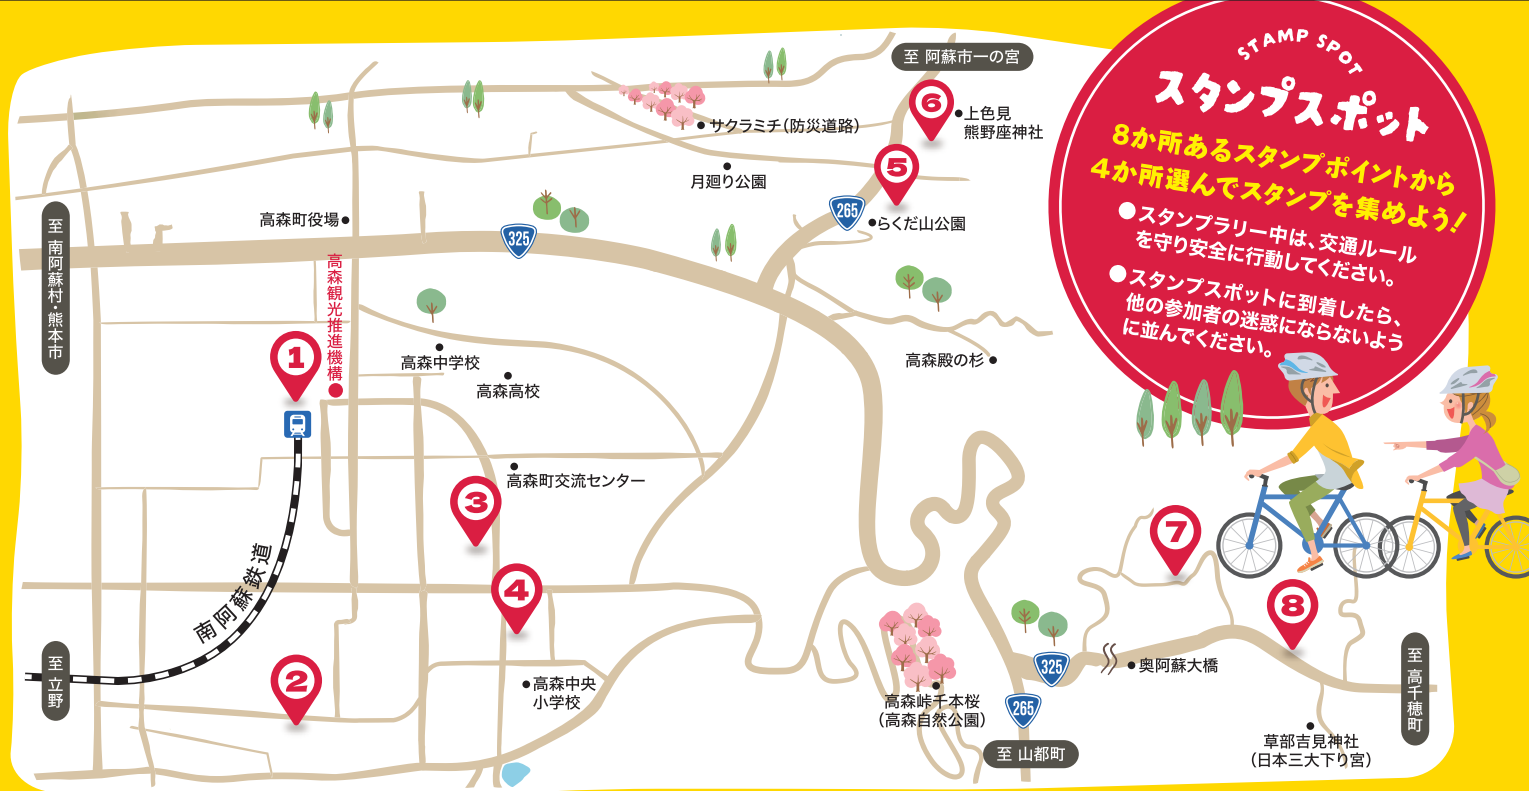 STAMP SPOT
スタンプスポット
8か所あるスタンプポイントから
4か所選んでスタンプを集めよう!
●スタンプラリー中は、交通ルール
を守り安全に行動してください。
●スタンプスポットに到着したら、
他の参加者の迷惑にならないよう
に並んでください。
至 阿蘇市一の宮
6
上色見
熊野座神社
サクラミチ(防災道路)
5
月廻り公園
265
らくだ山公園
高森町役場
325
至 南阿蘇村・熊本市
高森観光推進機構
1
高森中学校
高森高校
高森殿の杉
高森町交流センター
3
南阿蘇鉄道
4
7
8
至 立野
2
高森中央
小学校
高森峠千本桜
(高森自然公園)
325
265
奥阿蘇大橋
至 高千穂町
至 山都町
草部吉見神社
(日本三大下り宮)